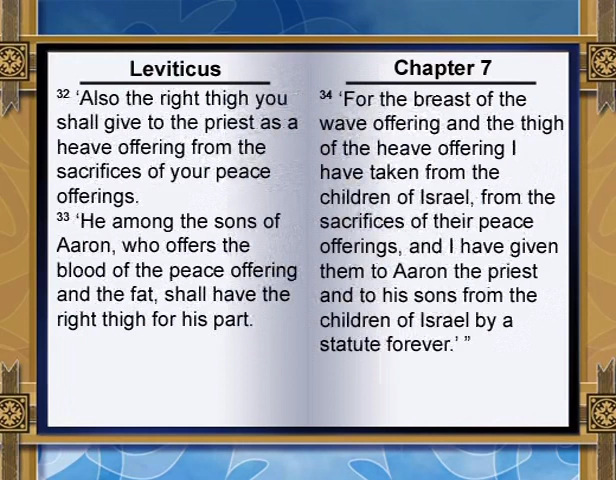 Leviticus
32 ‘Also the right thigh you
shall give to the priest as a
heave offering from the
sacrifices of your peace
offerings.
33 ‘He among the sons of
Aaron, who offers the
blood of the peace offering
and the fat, shall have the
right thigh for his part.
Chapter 7
34 ‘For the breast of the
wave offering and the thigh
of the heave offering I
have taken from the
children of Israel, from the
sacrifices of their peace
offerings, and I have given
them to Aaron the priest
and to his sons from the
children of Israel by a
statute forever.’ ”